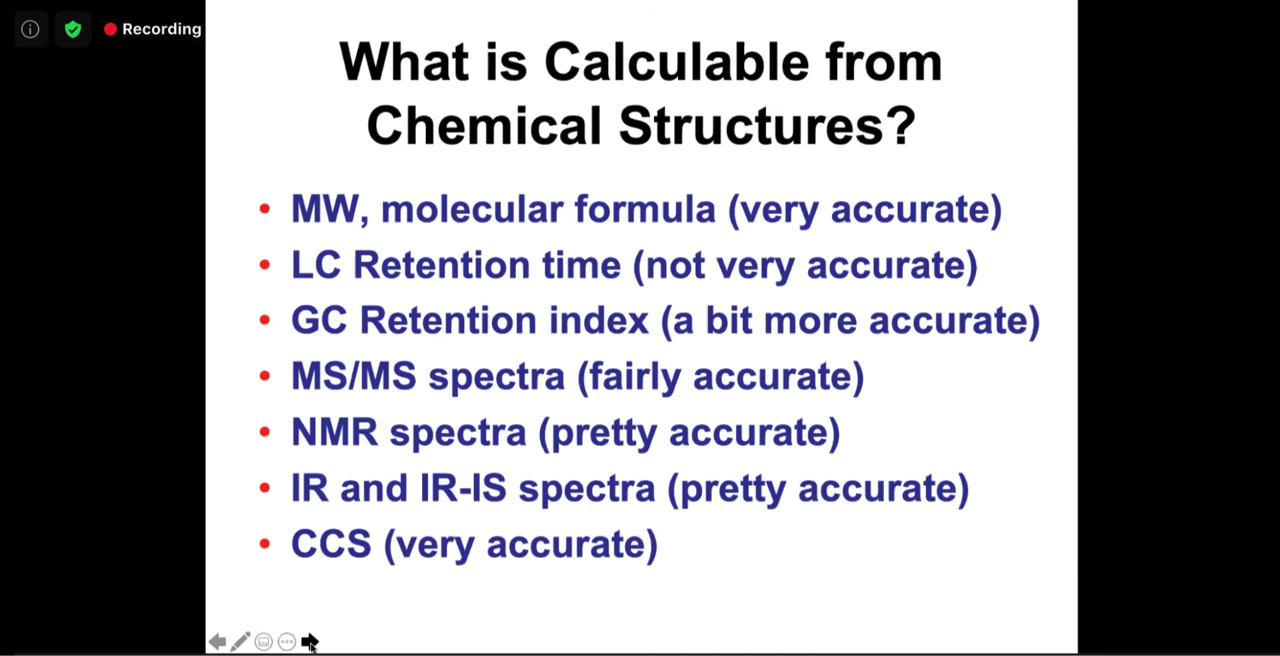 Recording
What is Calculable from
Chemical Structures?
• MW, molecular formula (very accurate)
• LC Retention time (not very accurate)
• GC Retention index (a bit more accurate)
• MS/MS spectra (fairly accurate)
• NMR spectra (pretty accurate)
• IR and IR-IS spectra (pretty accurate)
• CCS (very accurate)